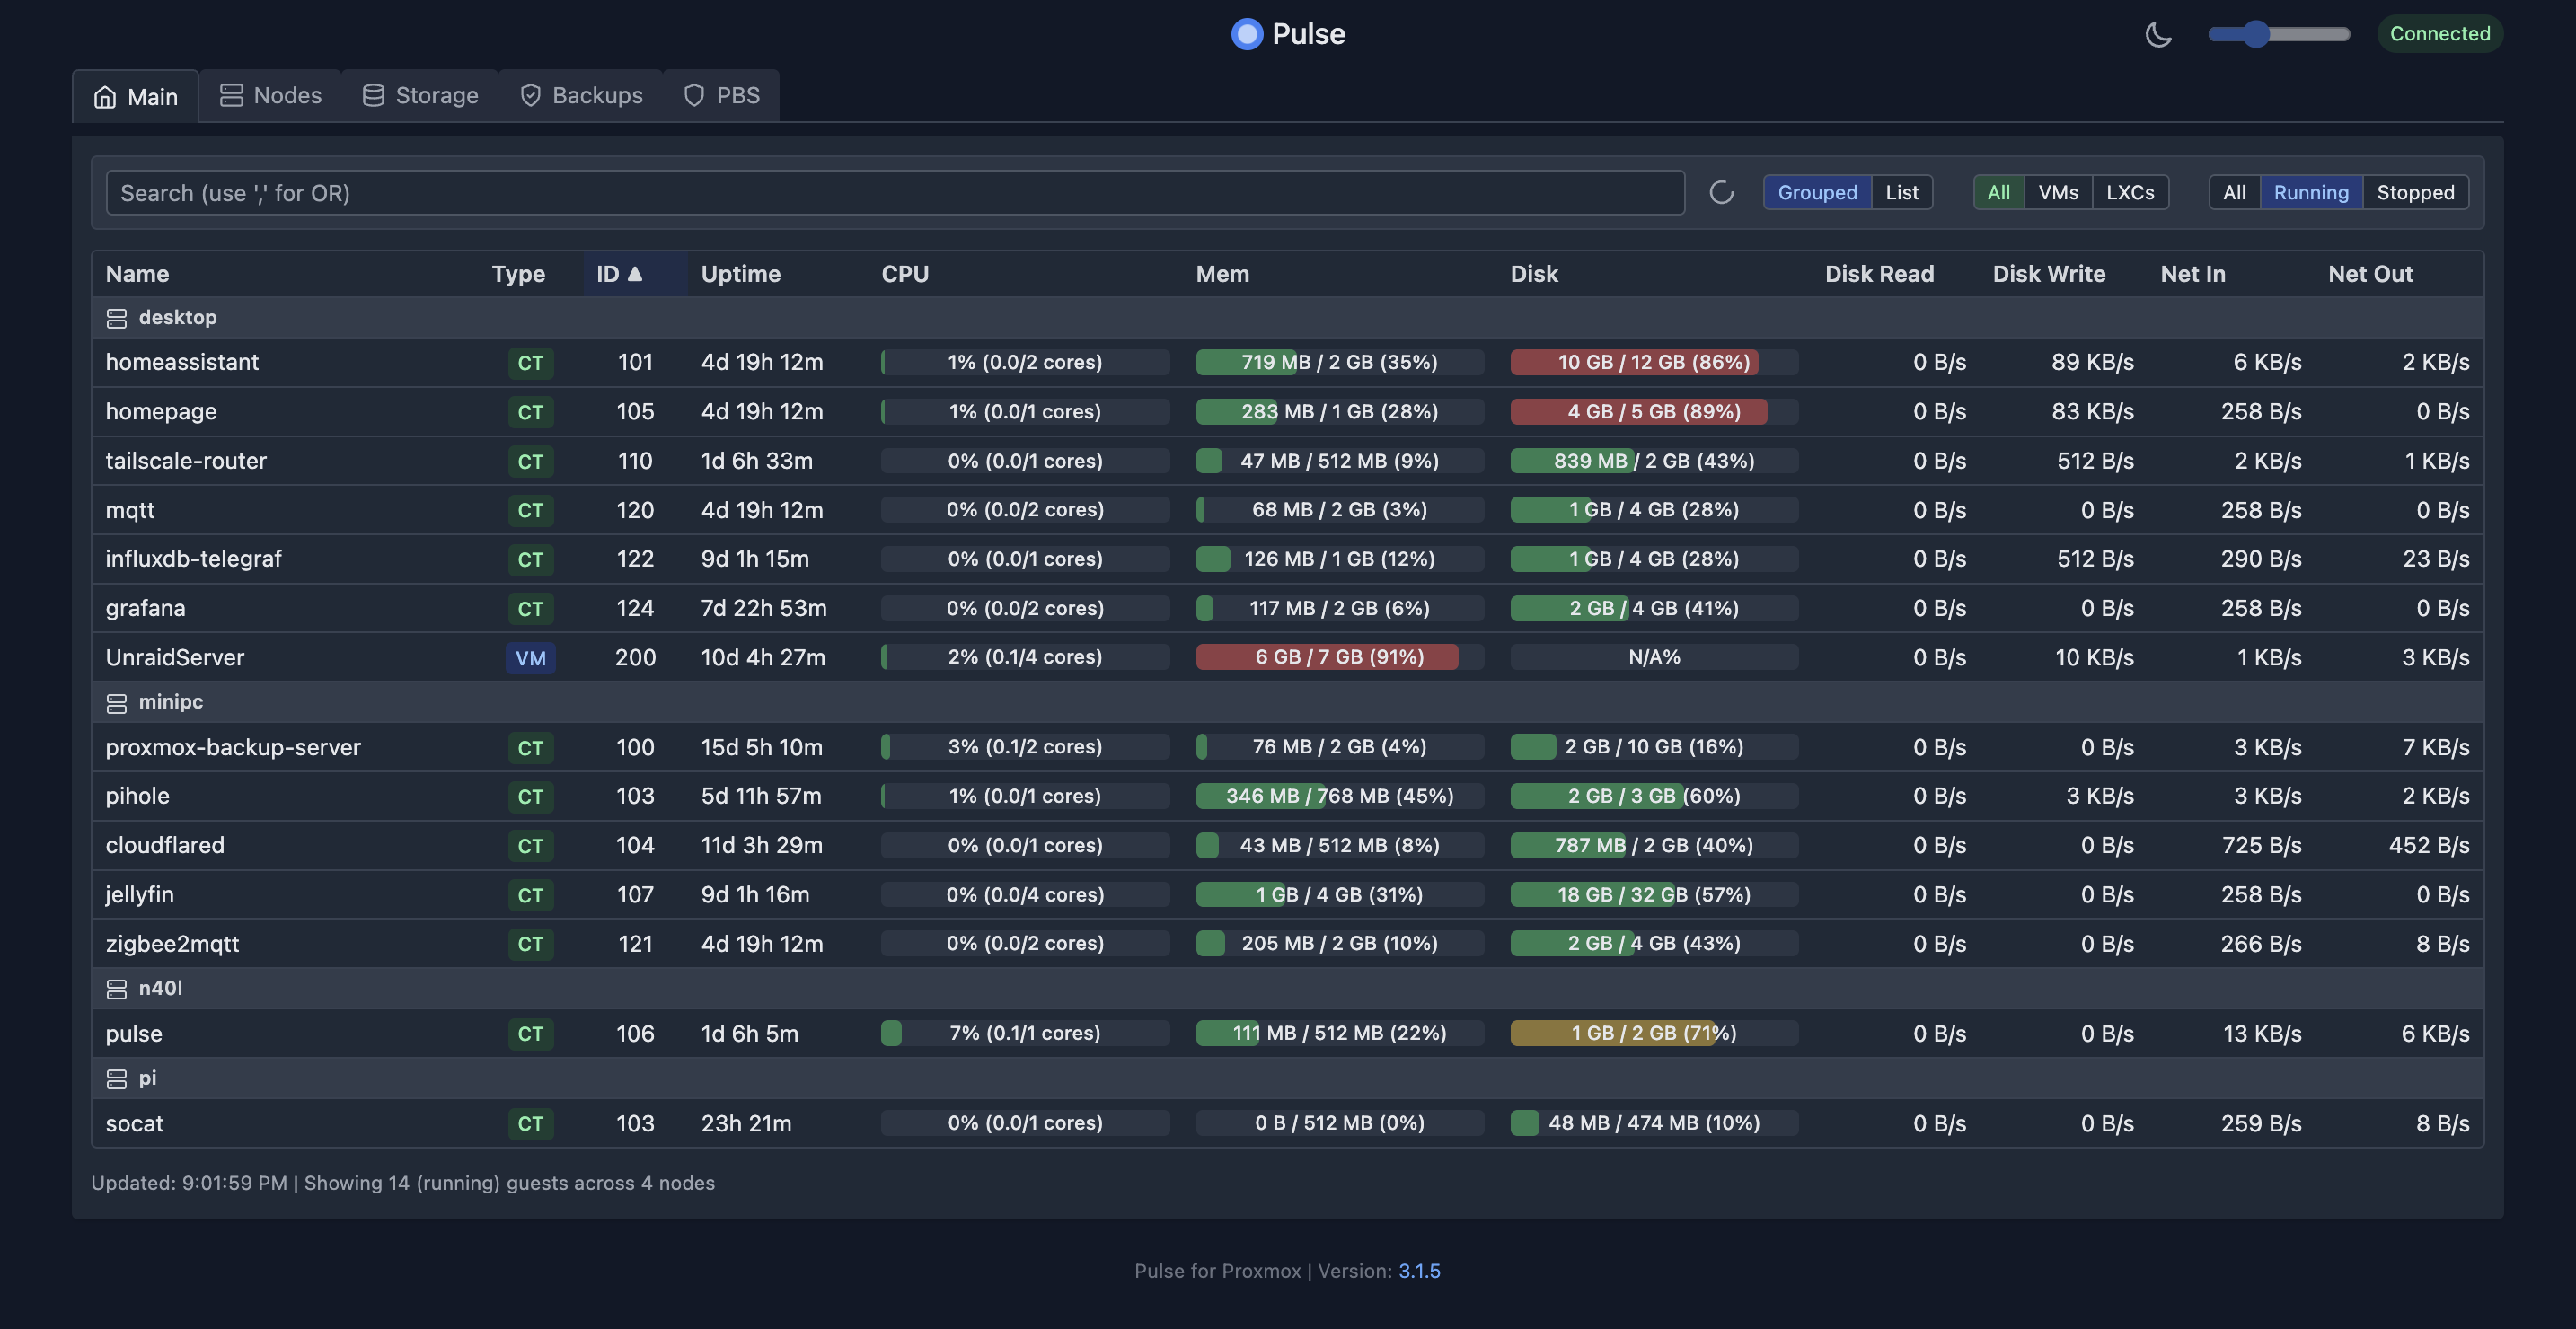 Pulse
Connected
Main Nodes Storage Backups PBS
Search (use ',' for OR) Grouped List All VMs LXCs All Running Stopped
Name Type ID ▲ Uptime CPU Mem Disk Disk Read Disk Write Net In Net Out
desktop
homeassistant CT 101 4d 19h 12m 1% (0.0/2 cores) 719 MB / 2 GB (35%) 10 GB / 12 GB (86%) 0 B/s 89 KB/s 6 KB/s 2 KB/s
homepage CT 105 4d 19h 12m 1% (0.0/1 cores) 283 MB / 1 GB (28%) 4 GB / 5 GB (89%) 0 B/s 83 KB/s 258 B/s 0 B/s
tailscale-router CT 110 1d 6h 33m 0% (0.0/1 cores) 47 MB / 512 MB (9%) 839 MB / 2 GB (43%) 0 B/s 512 B/s 2 KB/s 1 KB/s
mqtt CT 120 4d 19h 12m 0% (0.0/2 cores) 68 MB / 2 GB (3%) 1 GB / 4 GB (28%) 0 B/s 0 B/s 258 B/s 0 B/s
influxdb-telegraf CT 122 9d 1h 15m 0% (0.0/1 cores) 126 MB / 1 GB (12%) 1 GB / 4 GB (28%) 0 B/s 512 B/s 290 B/s 23 B/s
grafana CT 124 7d 22h 53m 0% (0.0/2 cores) 117 MB / 2 GB (6%) 2 GB / 4 GB (41%) 0 B/s 0 B/s 258 B/s 0 B/s
UnraidServer VM 200 10d 4h 27m 2% (0.1/4 cores) 6 GB / 7 GB (91%) N/A% 0 B/s 10 KB/s 1 KB/s 3 KB/s
minipc
proxmox-backup-server CT 100 15d 5h 10m 3% (0.1/2 cores) 76 MB / 2 GB (4%) 2 GB / 10 GB (16%) 0 B/s 0 B/s 3 KB/s 7 KB/s
pihole CT 103 5d 11h 57m 1% (0.0/1 cores) 346 MB / 768 MB (45%) 2 GB / 3 GB (60%) 0 B/s 3 KB/s 3 KB/s 2 KB/s
cloudflared CT 104 11d 3h 29m 0% (0.0/1 cores) 43 MB / 512 MB (8%) 787 MB / 2 GB (40%) 0 B/s 0 B/s 725 B/s 452 B/s
jellyfin CT 107 9d 1h 16m 0% (0.0/4 cores) 1 GB / 4 GB (31%) 18 GB / 32 GB (57%) 0 B/s 0 B/s 258 B/s 0 B/s
zigbee2mqtt CT 121 4d 19h 12m 0% (0.0/2 cores) 205 MB / 2 GB (10%) 2 GB / 4 GB (43%) 0 B/s 0 B/s 266 B/s 8 B/s
n40l
pulse CT 106 1d 6h 5m 7% (0.1/1 cores) 111 MB / 512 MB (22%) 1 GB / 2 GB (71%) 0 B/s 0 B/s 13 KB/s 6 KB/s
pi
socat CT 103 23h 21m 0% (0.0/1 cores) 0 B / 512 MB (0%) 48 MB / 474 MB (10%) 0 B/s 0 B/s 259 B/s 8 B/s
Updated: 9:01:59 PM | Showing 14 (running) guests across 4 nodes
Pulse for Proxmox | Version: 3.1.5